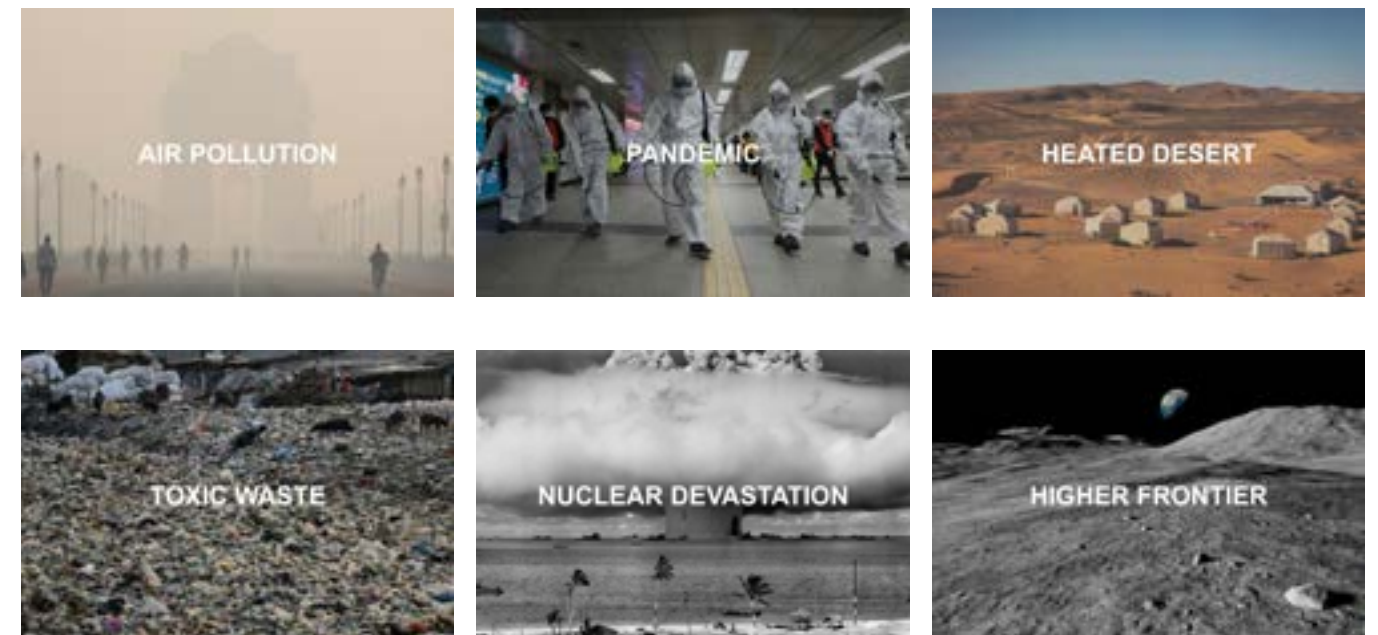 AIR POLLUTION
PANDEMIC
HEATED DESERT
TOXIC WASTE
NUCLEAR DEVASTATION
HIGHER FRONTIER